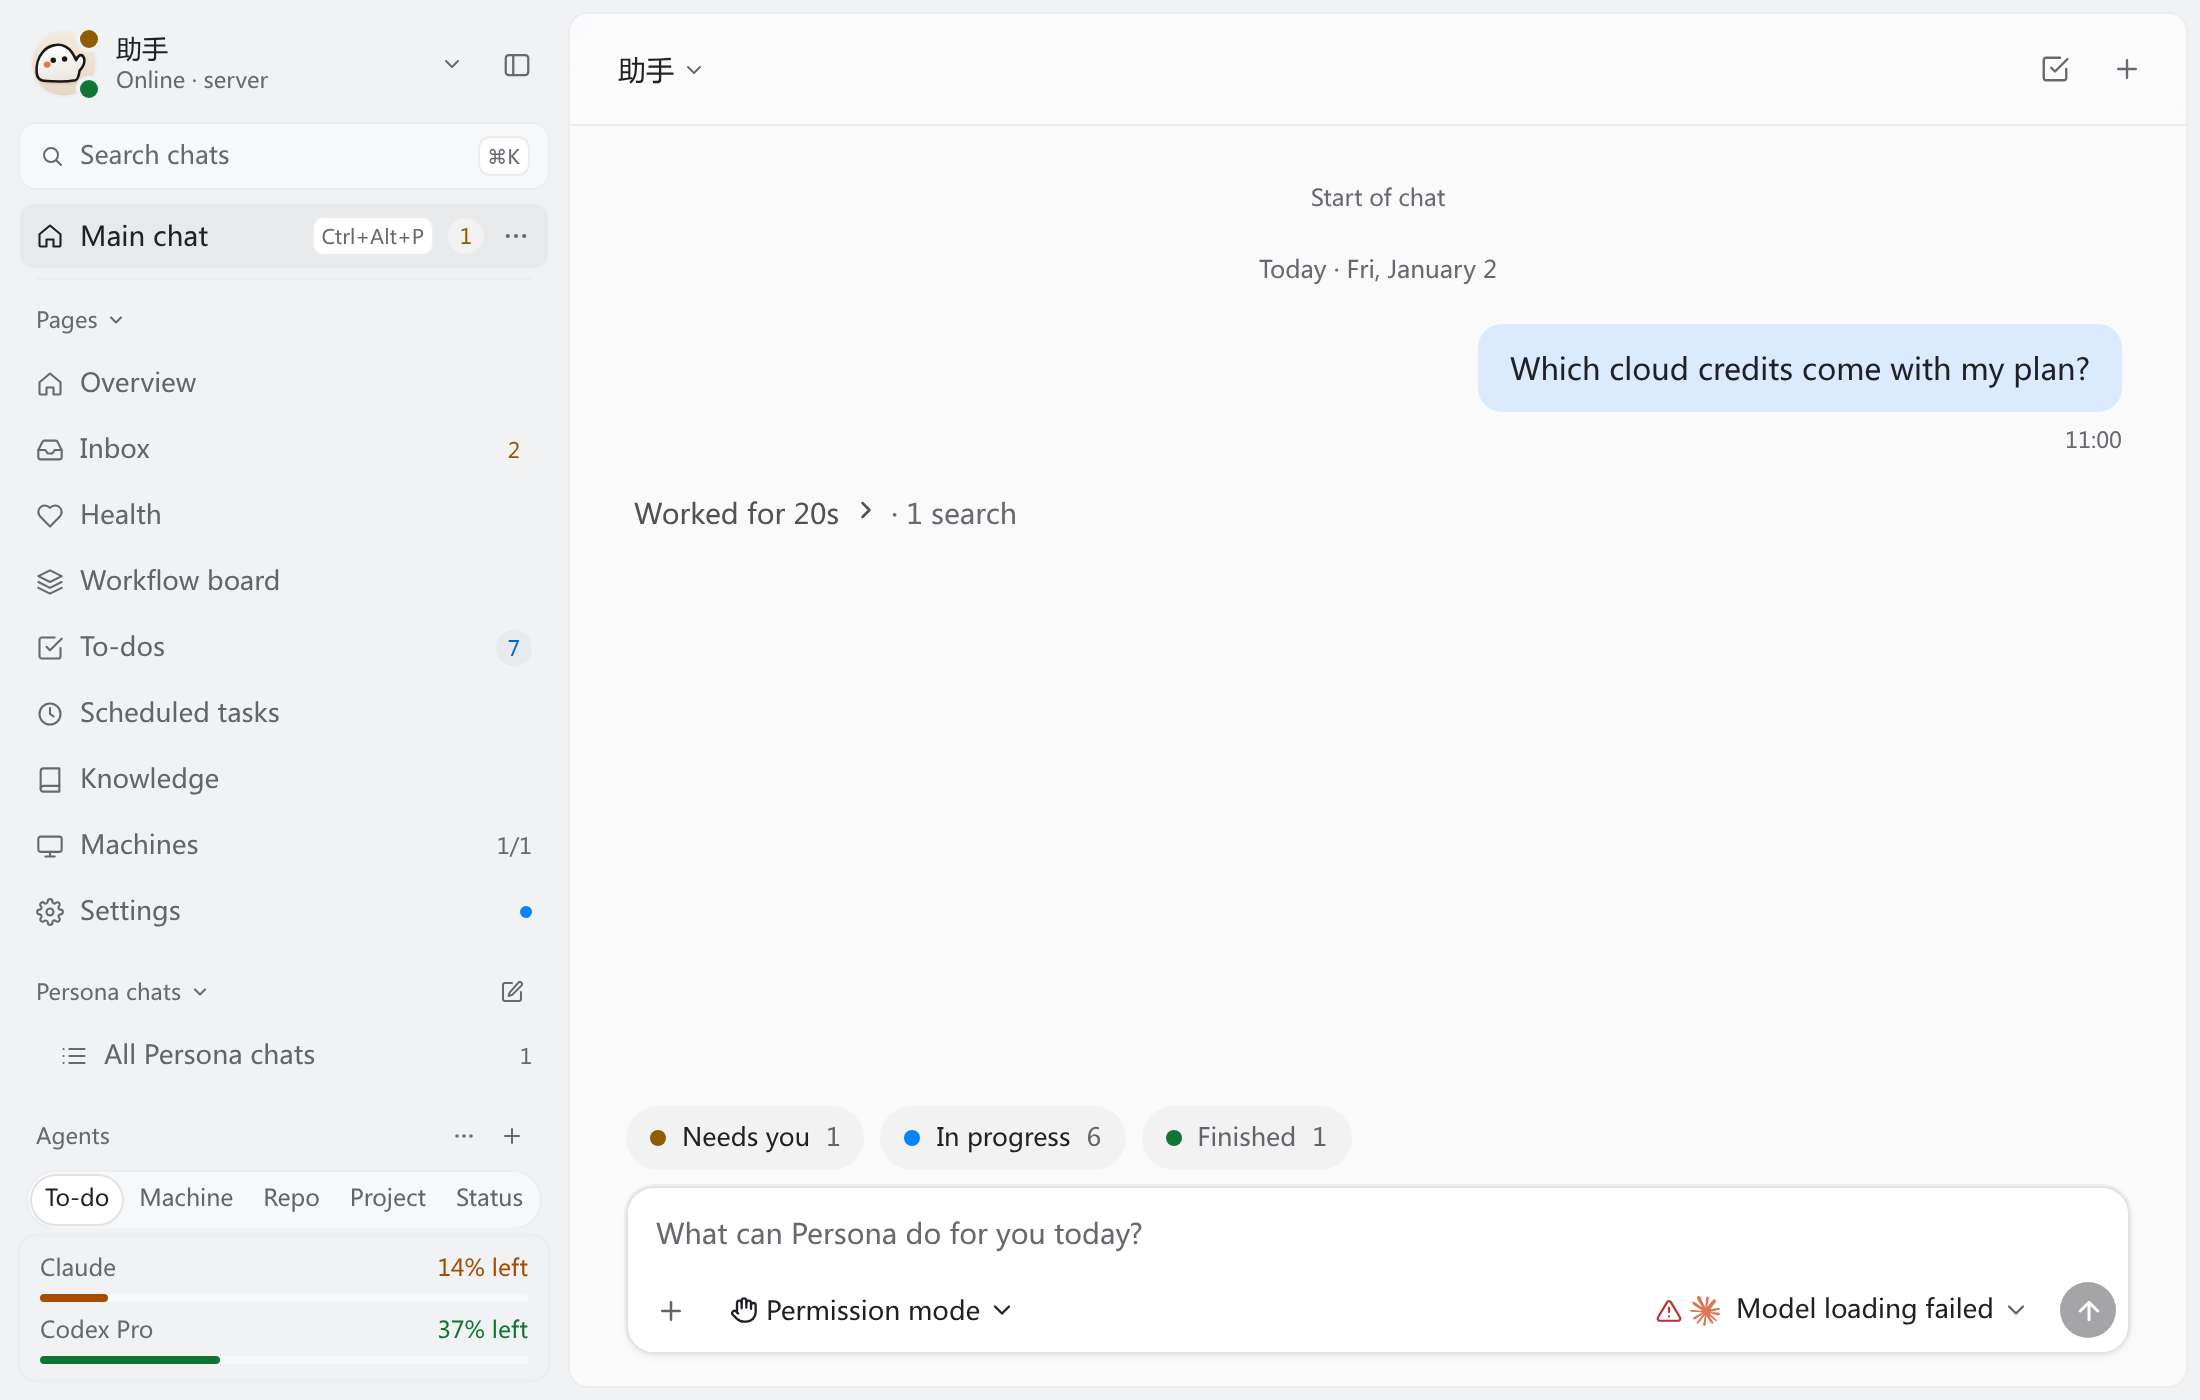 助手
Online · server
Search chats
⌘K
Main chat
Ctrl+Alt+P
1
Pages
Overview
Inbox
2
Health
Workflow board
To-dos
7
Scheduled tasks
Knowledge
Machines
1/1
Settings
Persona chats
All Persona chats
1
Agents
To-do
Machine
Repo
Project
Status
Claude
14% left
Codex Pro
37% left
助手
Start of chat
Today · Fri, January 2
Which cloud credits come with my plan?
11:00
Worked for 20s
· 1 search
Needs you 1
In progress 6
Finished 1
What can Persona do for you today?
Permission mode
Model loading failed